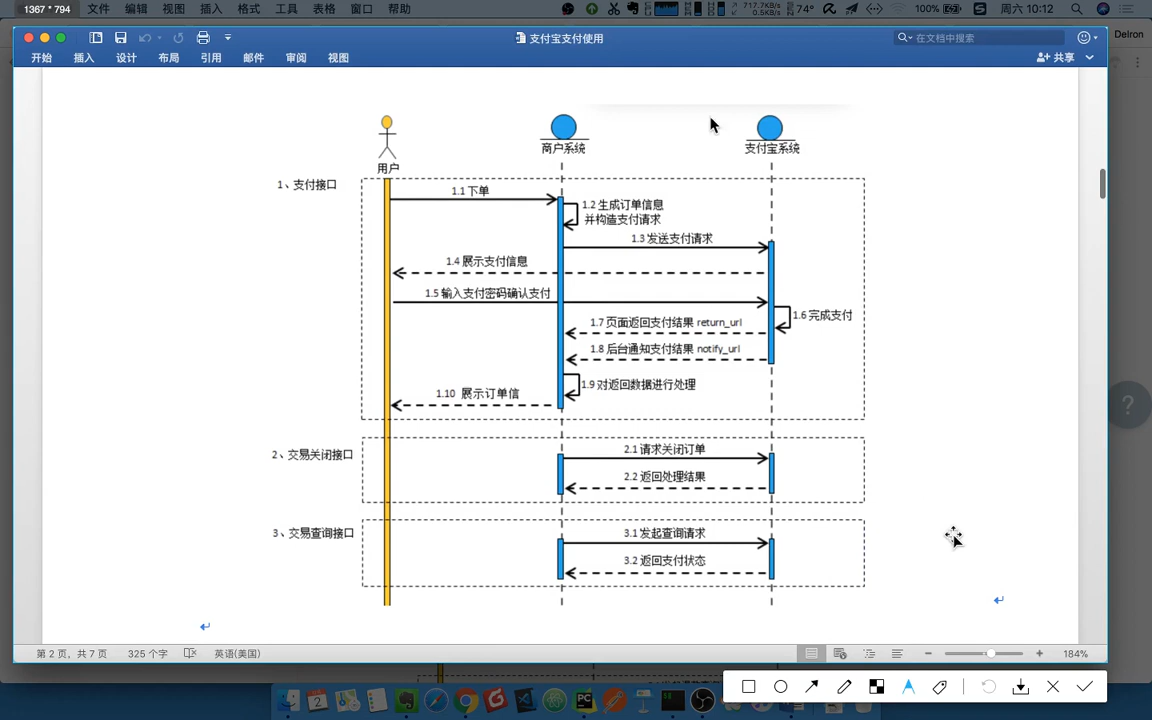 1367 * 794
文件 编辑 视图 插入 格式 工具 表格 窗口 帮助
717.7KB/s
0.5KB/s
74°
100%
周六 10:12
Delron
支付宝支付使用
在文档中搜索
开始 插入 设计 布局 引用 邮件 审阅 视图
共享
用户
商户系统
支付宝系统
1、支付接口
1.1下单
1.2 生成订单信息
并构造支付请求
1.3 发送支付请求
1.4 展示支付信息
1.5 输入支付密码确认支付
1.6 完成支付
1.7 页面返回支付结果 return_url
1.8 后台通知支付结果 notify_url
1.9 对返回数据进行处理
1.10 展示订单信
2、交易关闭接口
2.1 请求关闭订单
2.2 返回处理结果
3、交易查询接口
3.1 发起查询请求
3.2 返回支付状态
第 2 页，共 7 页 325 个字 英语(美国)
184%